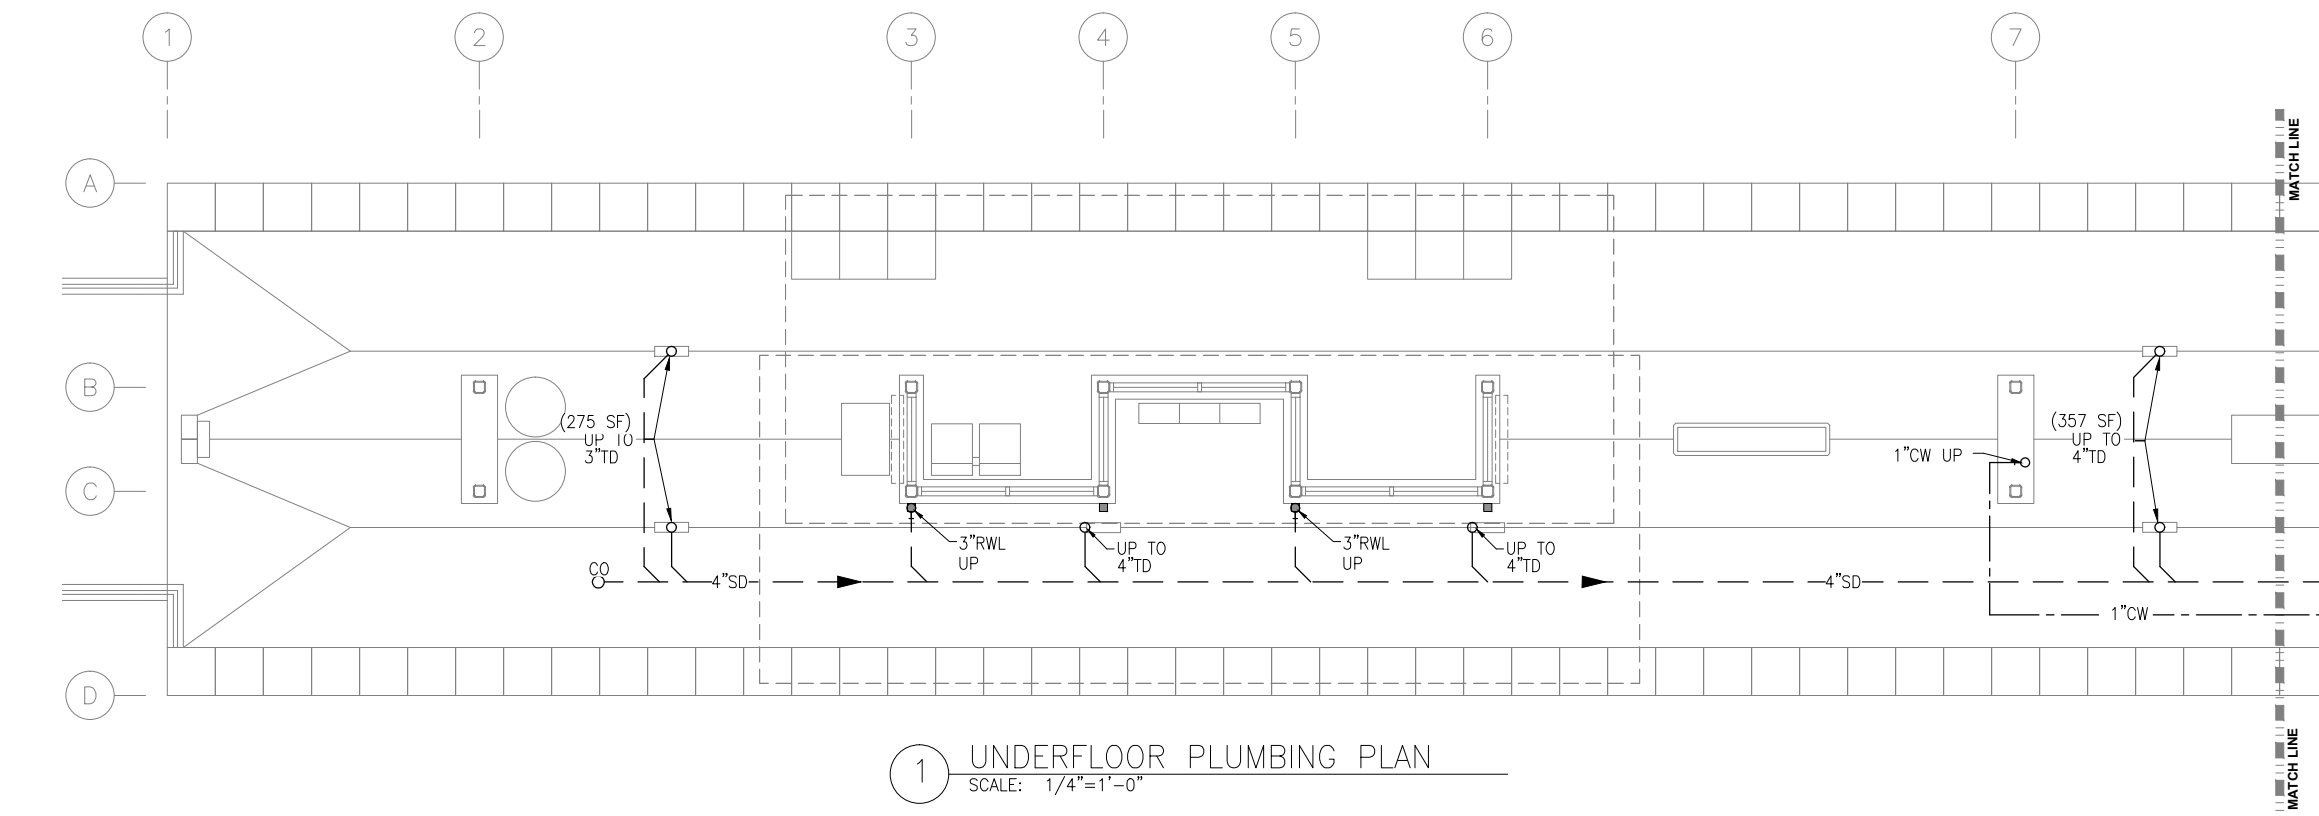 1
2
3
4
5
6
7
A
B
C
D
MATCH LINE
(275 SF)
UP TO
3"TD
(357 SF)
UP TO
4"TD
1"CW UP
3"RWL
UP
UP TO
4"TD
3"RWL
UP
UP TO
4"TD
CO
4"SD
4"SD
1"CW
MATCH LINE
1
UNDERFLOOR PLUMBING PLAN
SCALE: 1/4"=1'-0"